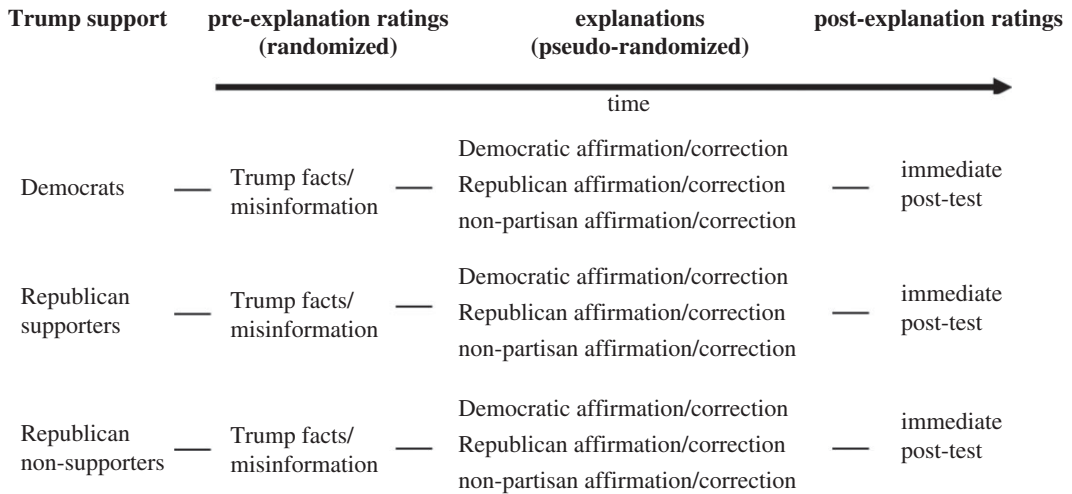 Trump support
pre-explanation ratings
(randomized)
explanations
(pseudo-randomized)
post-explanation ratings
time
Democrats
Trump facts/
misinformation
Democratic affirmation/correction
Republican affirmation/correction
non-partisan affirmation/correction
immediate
post-test
Republican
supporters
Trump facts/
misinformation
Democratic affirmation/correction
Republican affirmation/correction
non-partisan affirmation/correction
immediate
post-test
Republican
non-supporters
Trump facts/
misinformation
Democratic affirmation/correction
Republican affirmation/correction
non-partisan affirmation/correction
immediate
post-test